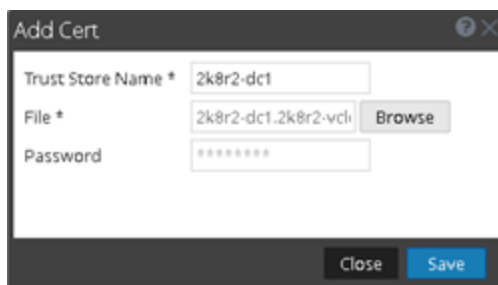 Add Cert
Trust Store Name * 2k8r2-dc1
File * 2k8r2-dc1.2k8r2-vcl Browse
Password ********
Close Save